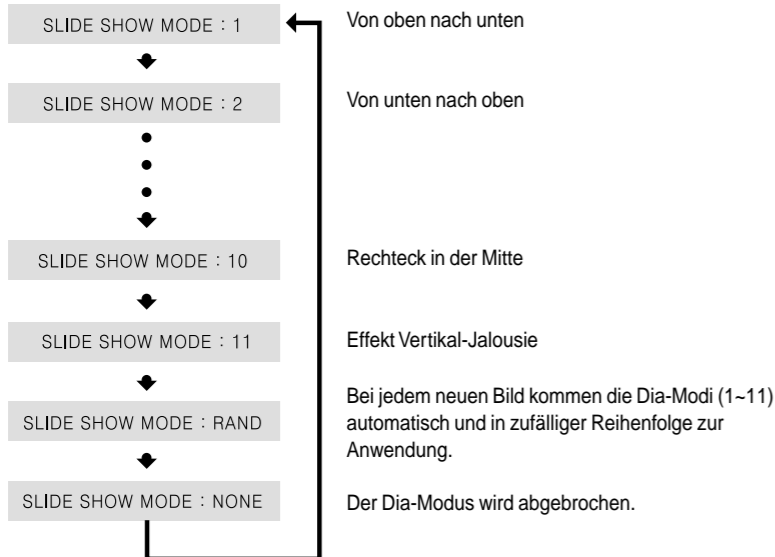 SLIDE SHOW MODE : 1
Von oben nach unten
SLIDE SHOW MODE : 2
Von unten nach oben
SLIDE SHOW MODE : 10
Rechteck in der Mitte
SLIDE SHOW MODE : 11
Effekt Vertikal-Jalousie
SLIDE SHOW MODE : RAND
Bei jedem neuen Bild kommen die Dia-Modi (1~11)
automatisch und in zufälliger Reihenfolge zur
Anwendung.
SLIDE SHOW MODE : NONE
Der Dia-Modus wird abgebrochen.